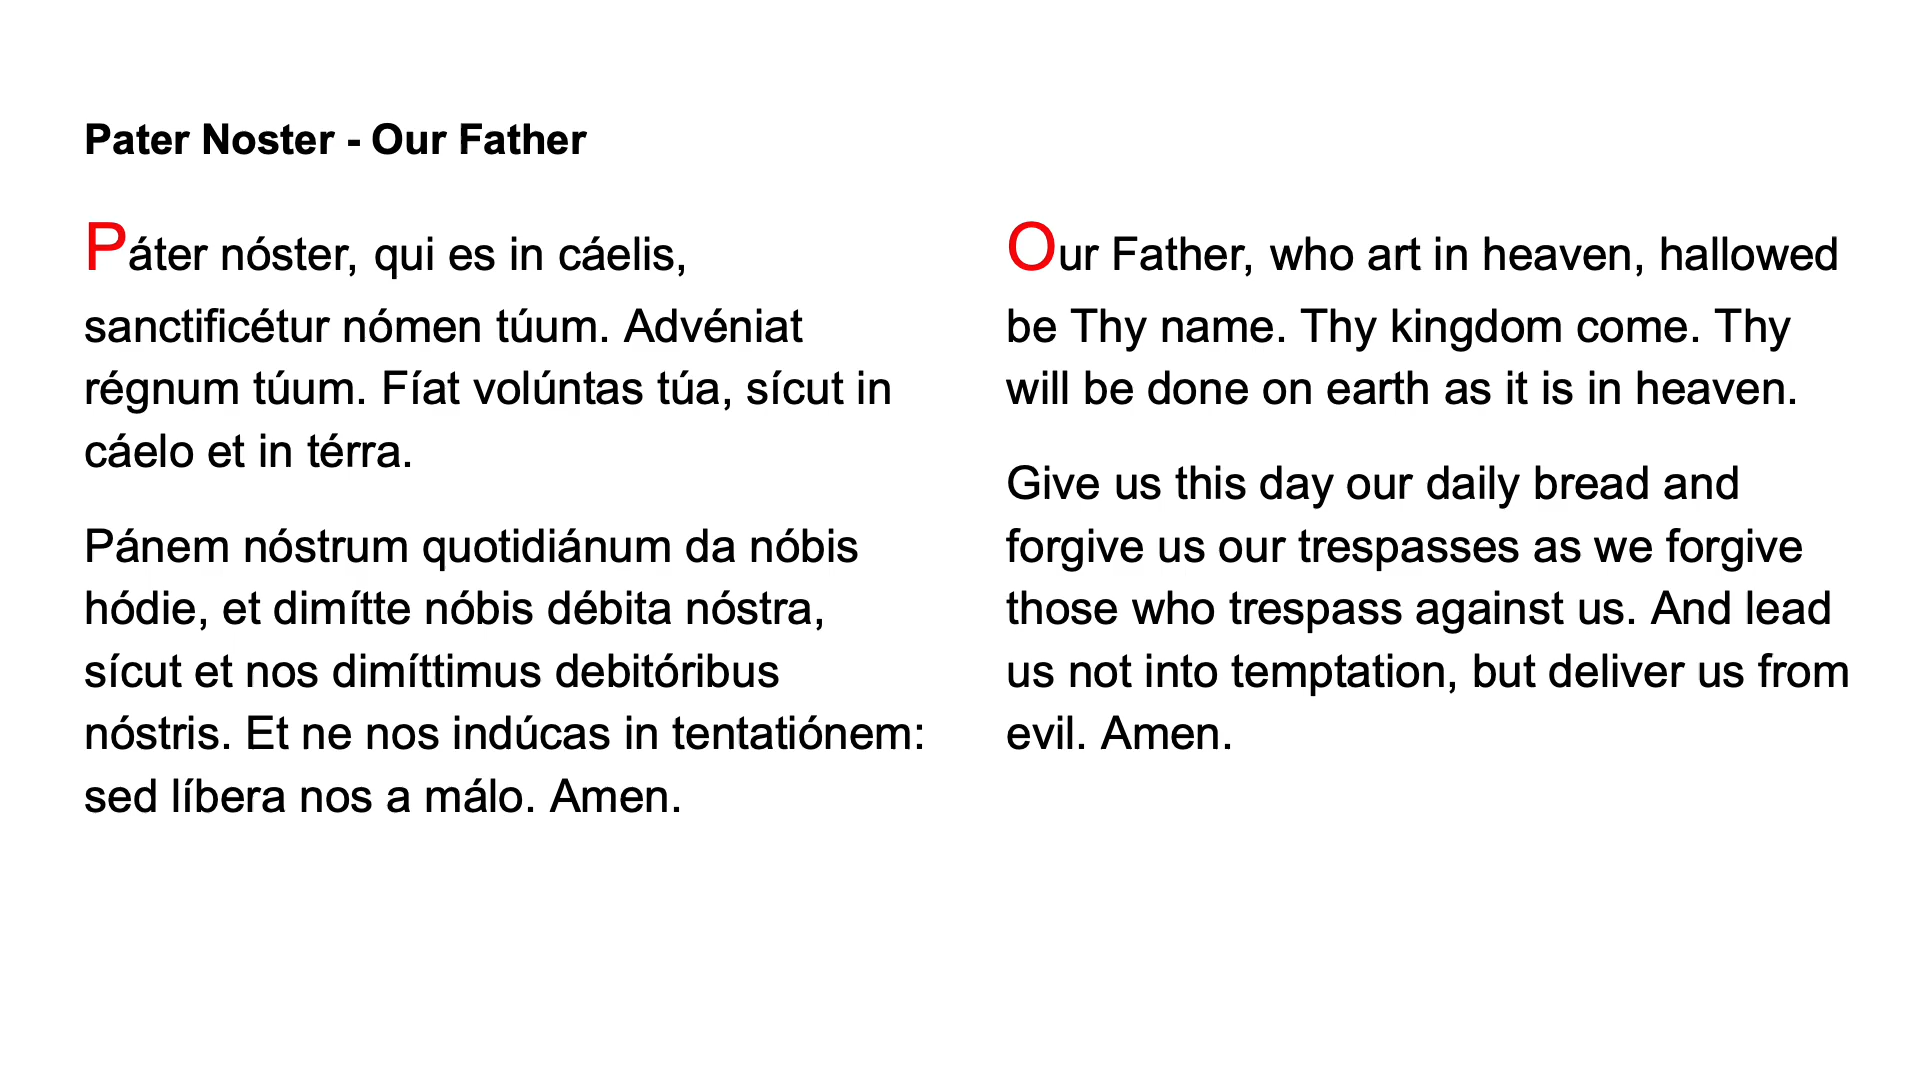 Pater Noster - Our Father
Páter nóster, qui es in cáelis,
sanctificétur nómen túum. Advéniat
régnum túum. Fíat volúntas túa, sícut in
cáelo et in térra.
Pánem nóstrum quotidiánum da nóbis
hódie, et dimítte nóbis débita nóstra,
sícut et nos dimíttimus debitóribus
nóstris. Et ne nos indúcas in tentatiónem:
sed líbera nos a málo. Amen.
Our Father, who art in heaven, hallowed
be Thy name. Thy kingdom come. Thy
will be done on earth as it is in heaven.
Give us this day our daily bread and
forgive us our trespasses as we forgive
those who trespass against us. And lead
us not into temptation, but deliver us from
evil. Amen.